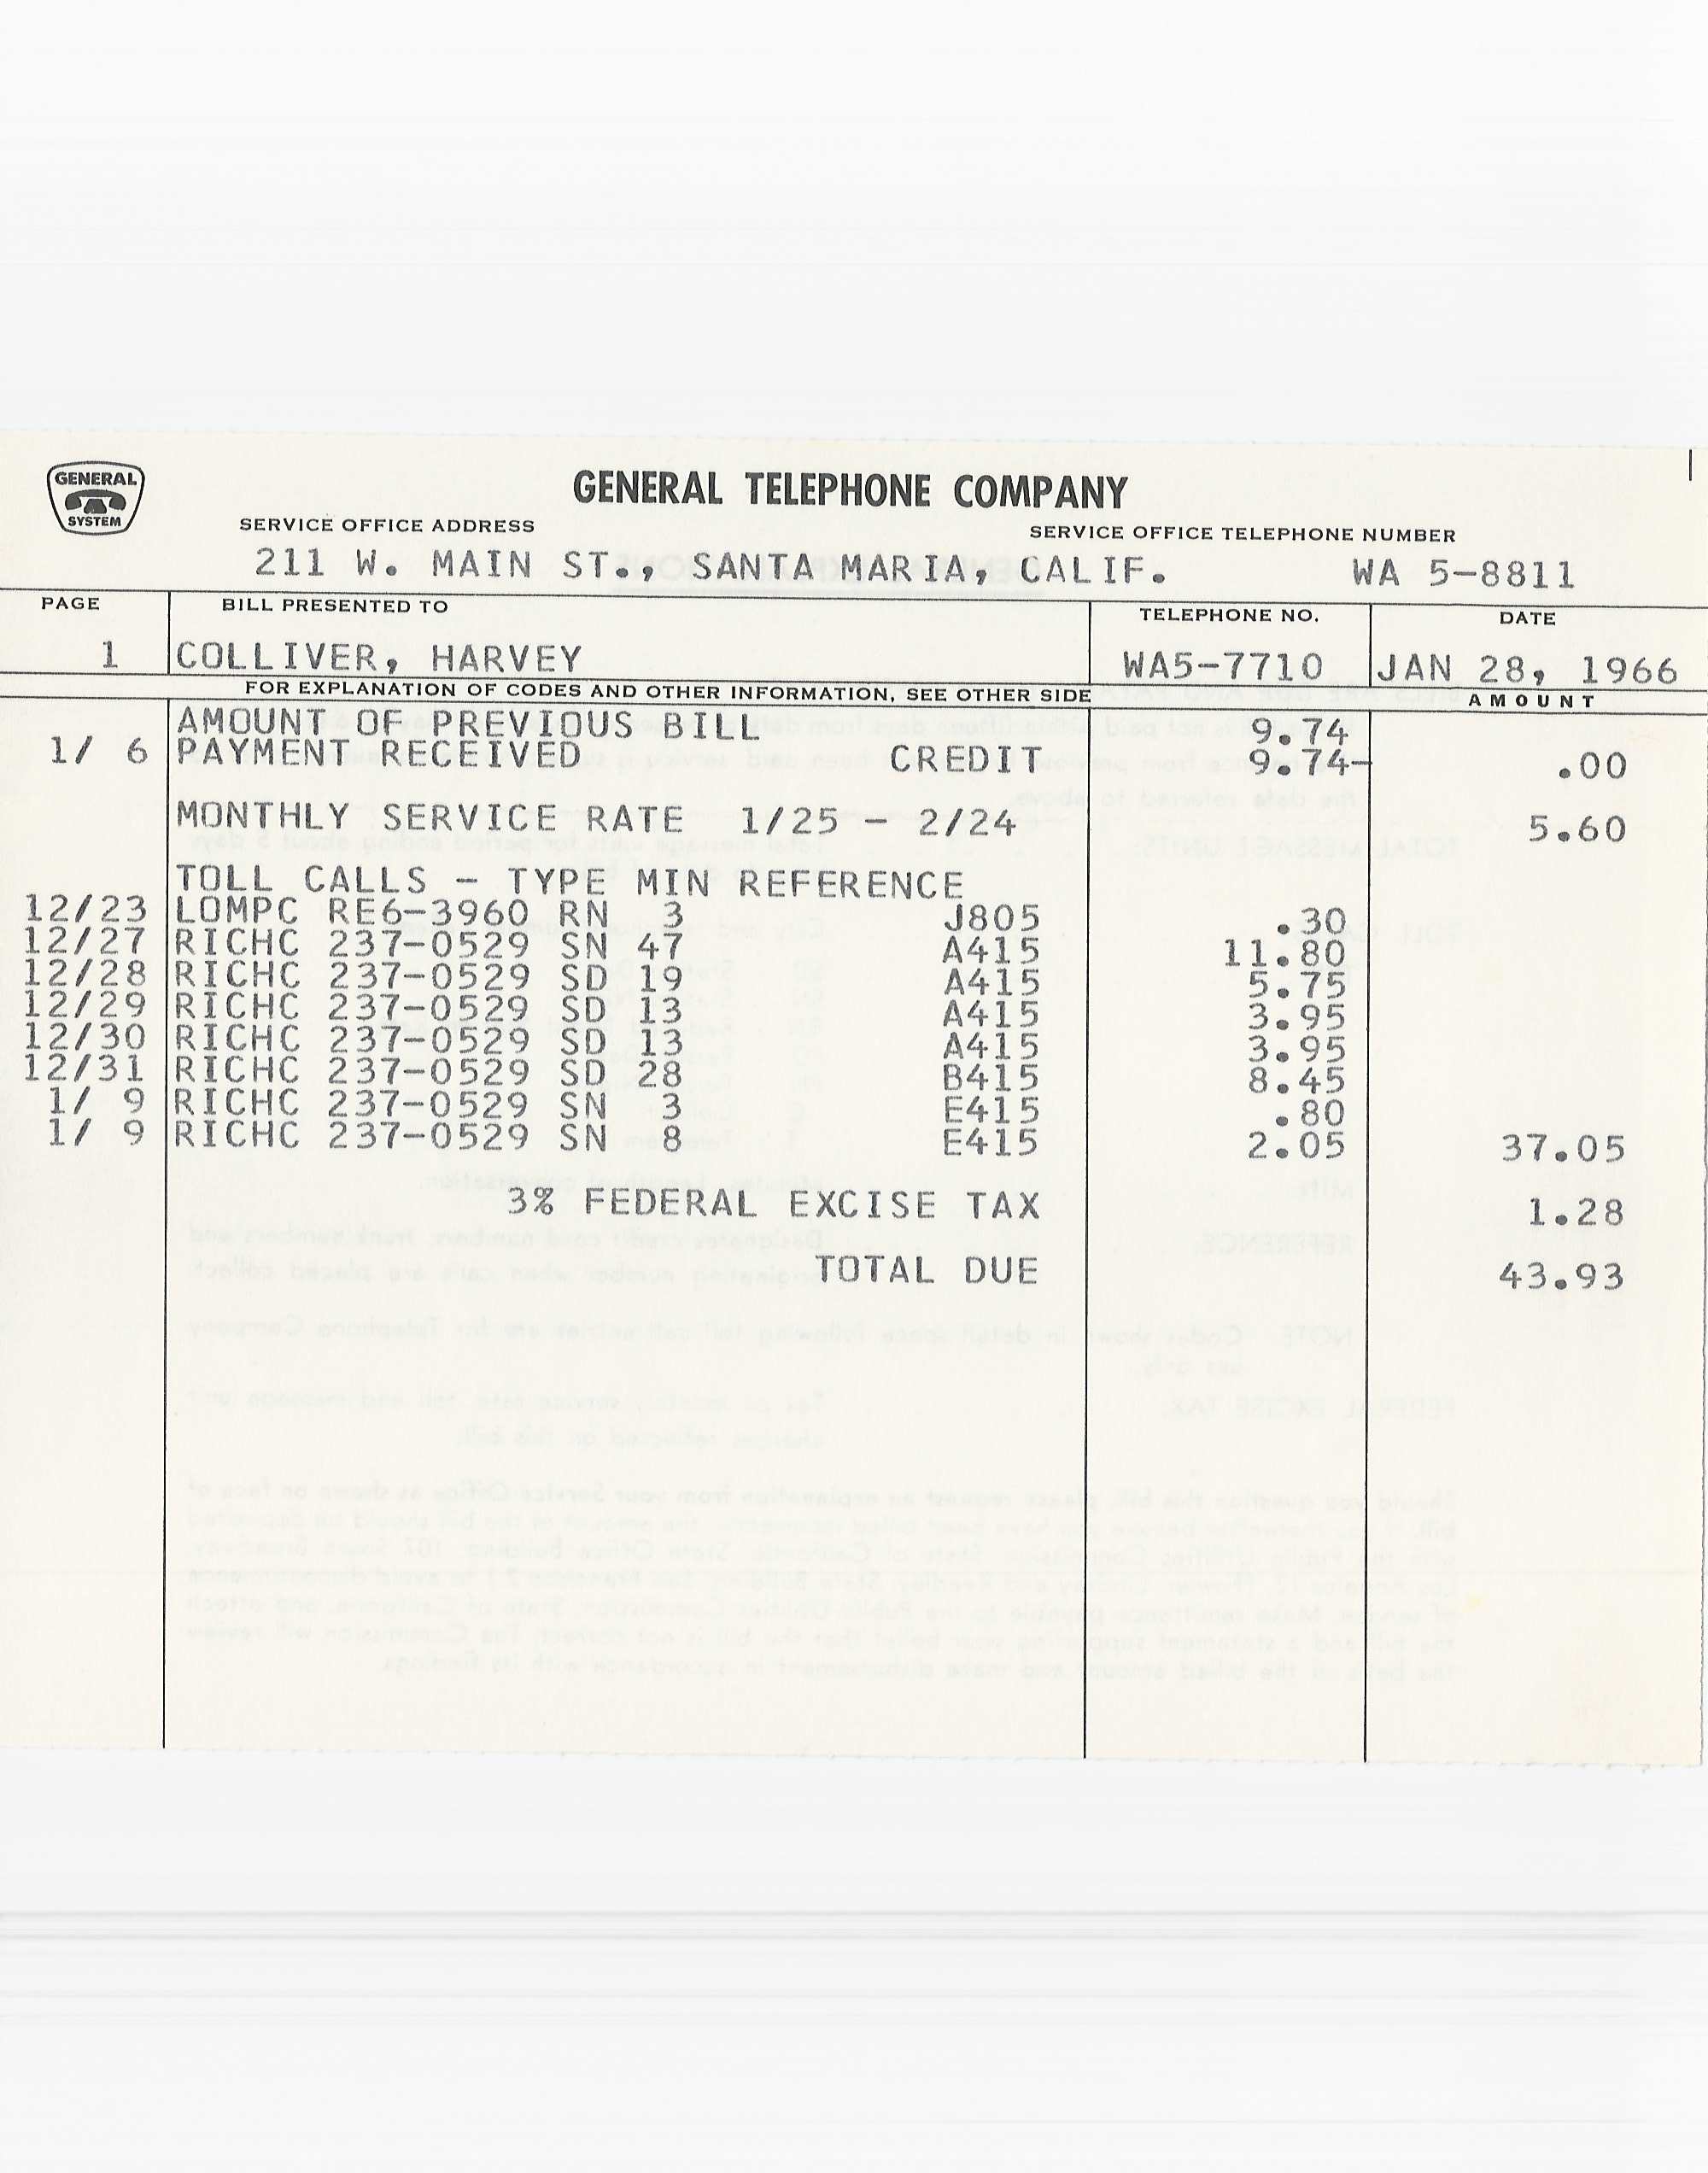 GENERAL
SYSTEM
GENERAL TELEPHONE COMPANY
SERVICE OFFICE ADDRESS SERVICE OFFICE TELEPHONE NUMBER
211 W. MAIN ST., SANTA MARIA, CALIF. WA 5-8811
PAGE BILL PRESENTED TO TELEPHONE NO. DATE
1 COLLIVER, HARVEY WA5-7710 JAN 28, 1966
FOR EXPLANATION OF CODES AND OTHER INFORMATION, SEE OTHER SIDE AMOUNT
AMOUNT OF PREVIOUS BILL 9.74
1/ 6 PAYMENT RECEIVED CREDIT 9.74- .00
MONTHLY SERVICE RATE 1/25 - 2/24 5.60
TOLL CALLS - TYPE MIN REFERENCE
12/23 LOMPC RE6-3960 RN 3 J805 .30
12/27 RICHC 237-0529 SN 47 A415 11.80
12/28 RICHC 237-0529 SD 19 A415 5.75
12/29 RICHC 237-0529 SD 13 A415 3.95
12/30 RICHC 237-0529 SD 13 A415 3.95
12/31 RICHC 237-0529 SD 28 B415 8.45
1/ 9 RICHC 237-0529 SN 3 E415 .80
1/ 9 RICHC 237-0529 SN 8 E415 2.05 37.05
3% FEDERAL EXCISE TAX 1.28
TOTAL DUE 43.93